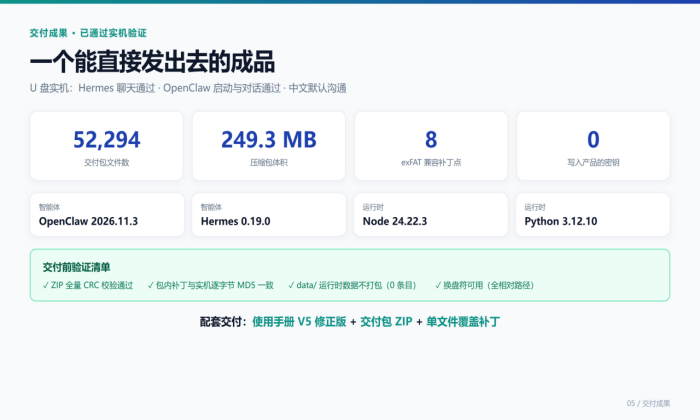 交付成果 · 已通过实机验证
一个能直接发出去的成品
U 盘实机：Hermes 聊天通过 · OpenClaw 启动与对话通过 · 中文默认沟通
52,294
交付包文件数
249.3 MB
压缩包体积
8
exFAT 兼容补丁点
0
写入产品的密钥
智能体
OpenClaw 2026.11.3
智能体
Hermes 0.19.0
运行时
Node 24.22.3
运行时
Python 3.12.10
交付前验证清单
✓ ZIP 全量 CRC 校验通过 ✓ 包内补丁与实机逐字节 MD5 一致 ✓ data/ 运行时数据不打包（0 条目） ✓ 换盘符可用（全相对路径）
配套交付：使用手册 V5 修正版 + 交付包 ZIP + 单文件覆盖补丁
05 / 交付成果